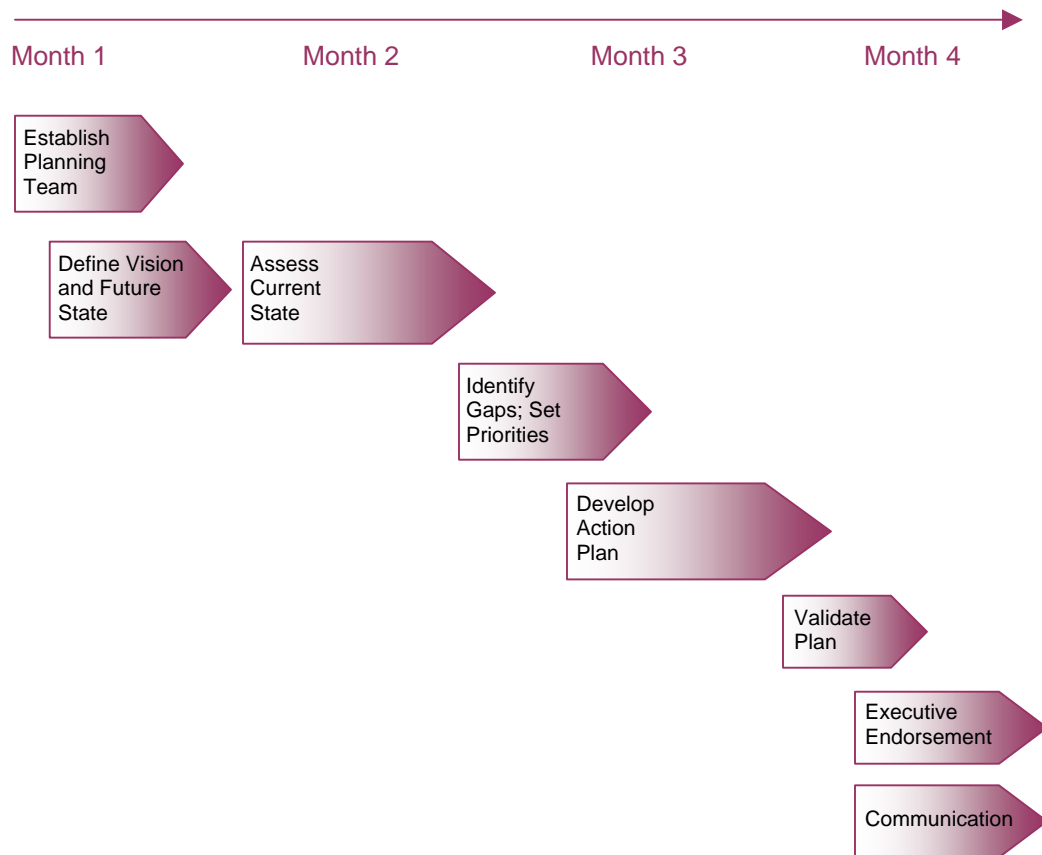 Month 1
Month 2
Month 3
Month 4
Establish
Planning
Team
Define Vision
and Future
State
Assess
Current
State
Identify
Gaps; Set
Priorities
Develop
Action
Plan
Validate
Plan
Executive
Endorsement
Communication